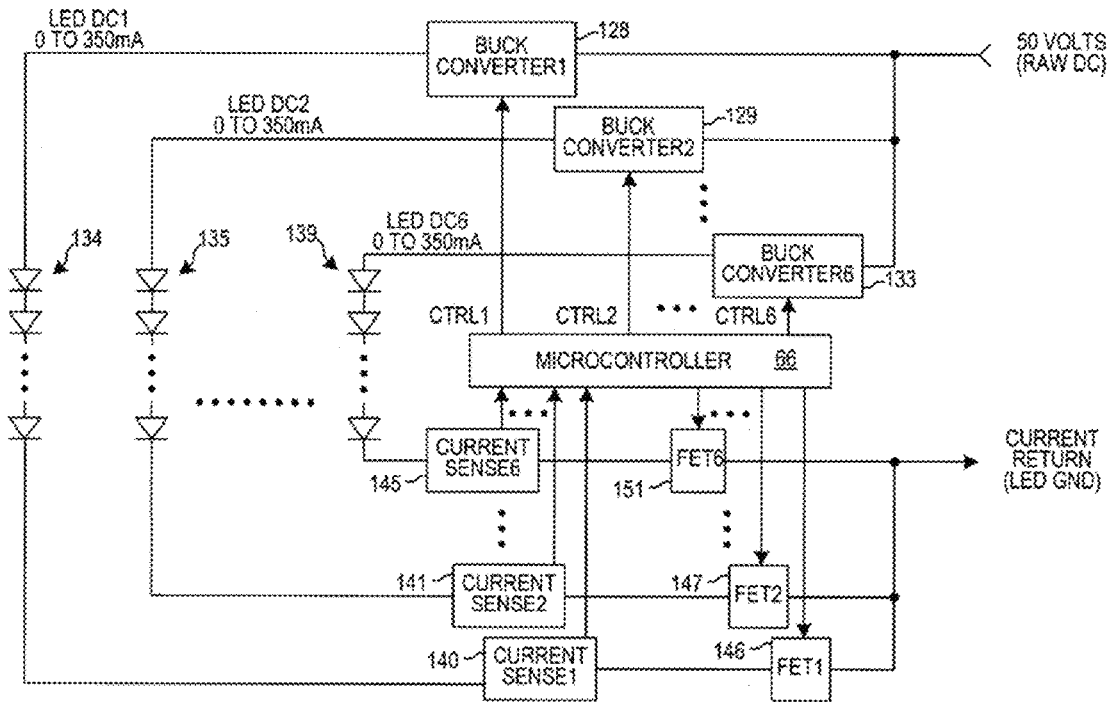 LED DC1
0 TO 350mA
BUCK
CONVERTER1
128
50 VOLTS
(RAW DC)
LED DC2
0 TO 350mA
BUCK
CONVERTER2
129
LED DC6
0 TO 350mA
BUCK
CONVERTER6
133
134
135
139
CTRL1
CTRL2
CTRL6
MICROCONTROLLER 66
CURRENT
SENSE6
145
FET6
151
CURRENT
RETURN
(LED GND)
141
CURRENT
SENSE2
147
FET2
140
CURRENT
SENSE1
146
FET1